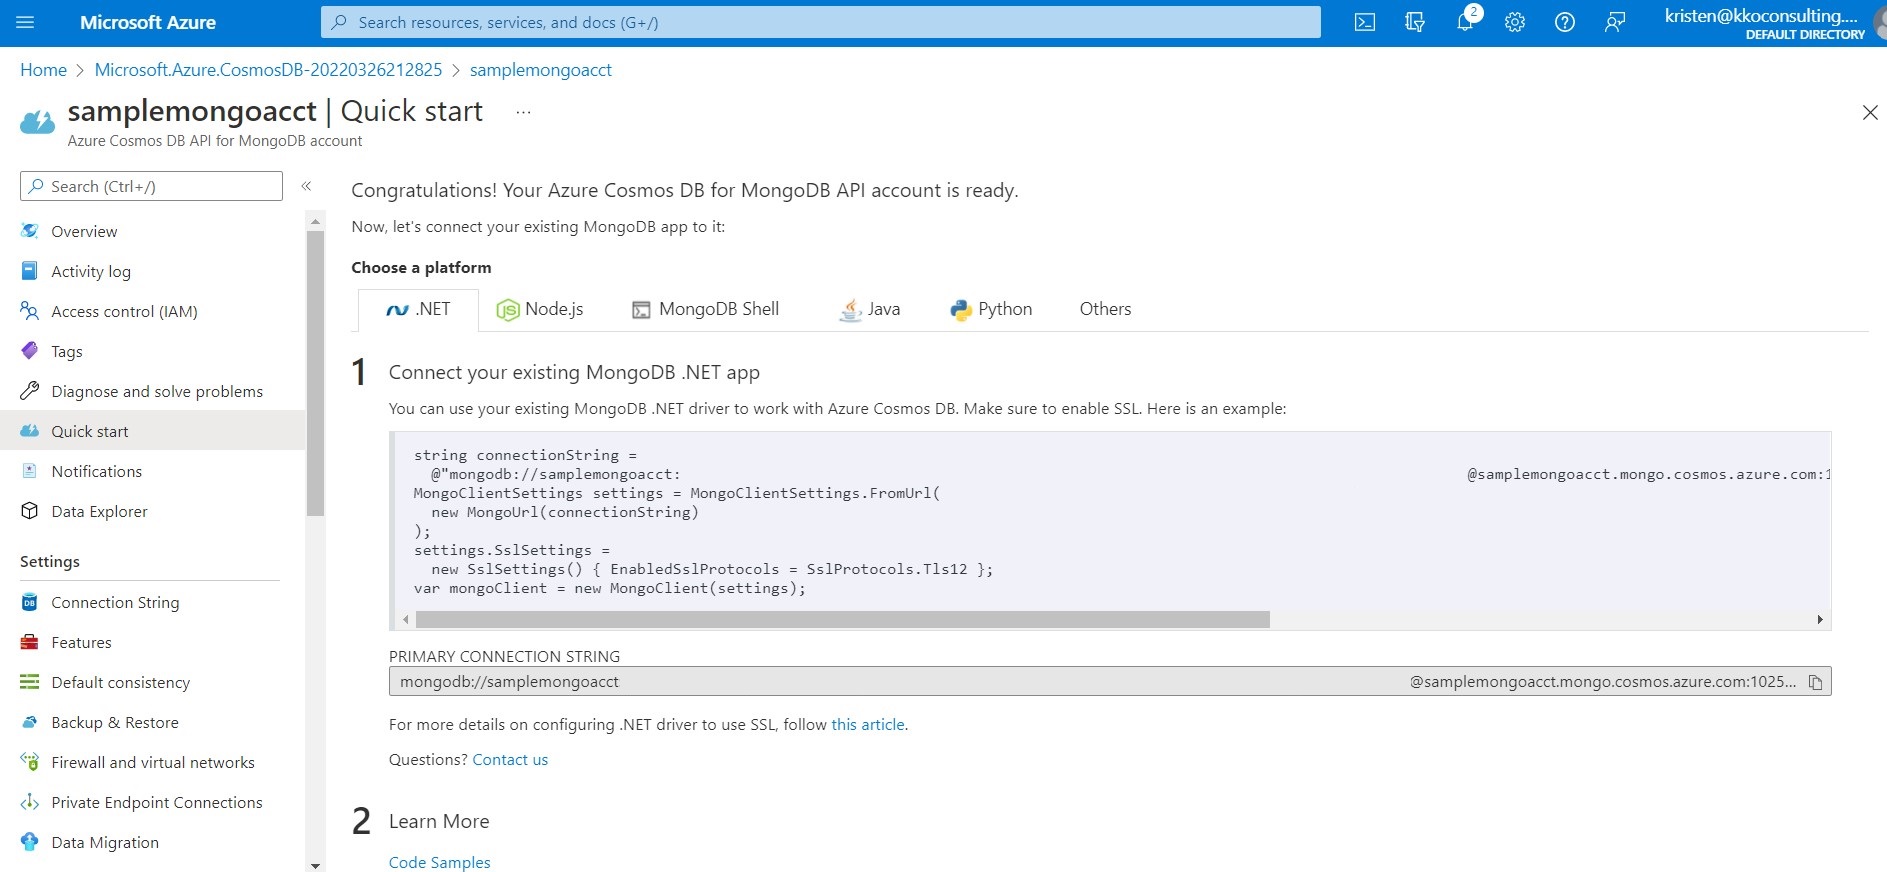 Microsoft Azure
Search resources, services, and docs (G+/)
2
kristen@kkoconsulting....
DEFAULT DIRECTORY
Home > Microsoft.Azure.CosmosDB-20220326212825 > samplemongoacct
samplemongoacct | Quick start ...
Azure Cosmos DB API for MongoDB account
Search (Ctrl+/)
«
Overview
Activity log
Access control (IAM)
Tags
Diagnose and solve problems
Quick start
Notifications
Data Explorer
Settings
Connection String
Features
Default consistency
Backup & Restore
Firewall and virtual networks
Private Endpoint Connections
Data Migration
Congratulations! Your Azure Cosmos DB for MongoDB API account is ready.
Now, let's connect your existing MongoDB app to it:
Choose a platform
.NET
Node.js
MongoDB Shell
Java
Python
Others
1 Connect your existing MongoDB .NET app
You can use your existing MongoDB .NET driver to work with Azure Cosmos DB. Make sure to enable SSL. Here is an example:
string connectionString =
@"mongodb://samplemongoacct: @samplemongoacct.mongo.cosmos.azure.com:1
MongoClientSettings settings = MongoClientSettings.FromUrl(
new MongoUrl(connectionString)
);
settings.SslSettings =
new SslSettings() { EnabledSslProtocols = SslProtocols.Tls12 };
var mongoClient = new MongoClient(settings);
PRIMARY CONNECTION STRING
mongodb://samplemongoacct @samplemongoacct.mongo.cosmos.azure.com:1025...
For more details on configuring .NET driver to use SSL, follow this article.
Questions? Contact us
2 Learn More
Code Samples